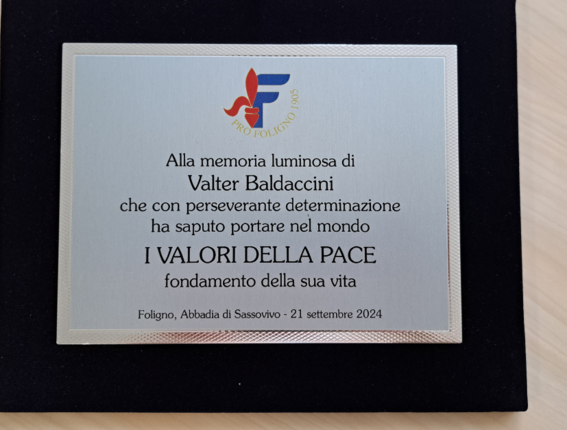 F
PRO FOLIGNO 1905
Alla memoria luminosa di
Valter Baldaccini
che con perseverante determinazione
ha saputo portare nel mondo
I VALORI DELLA PACE
fondamento della sua vita
Foligno, Abbadia di Sassovivo - 21 settembre 2024